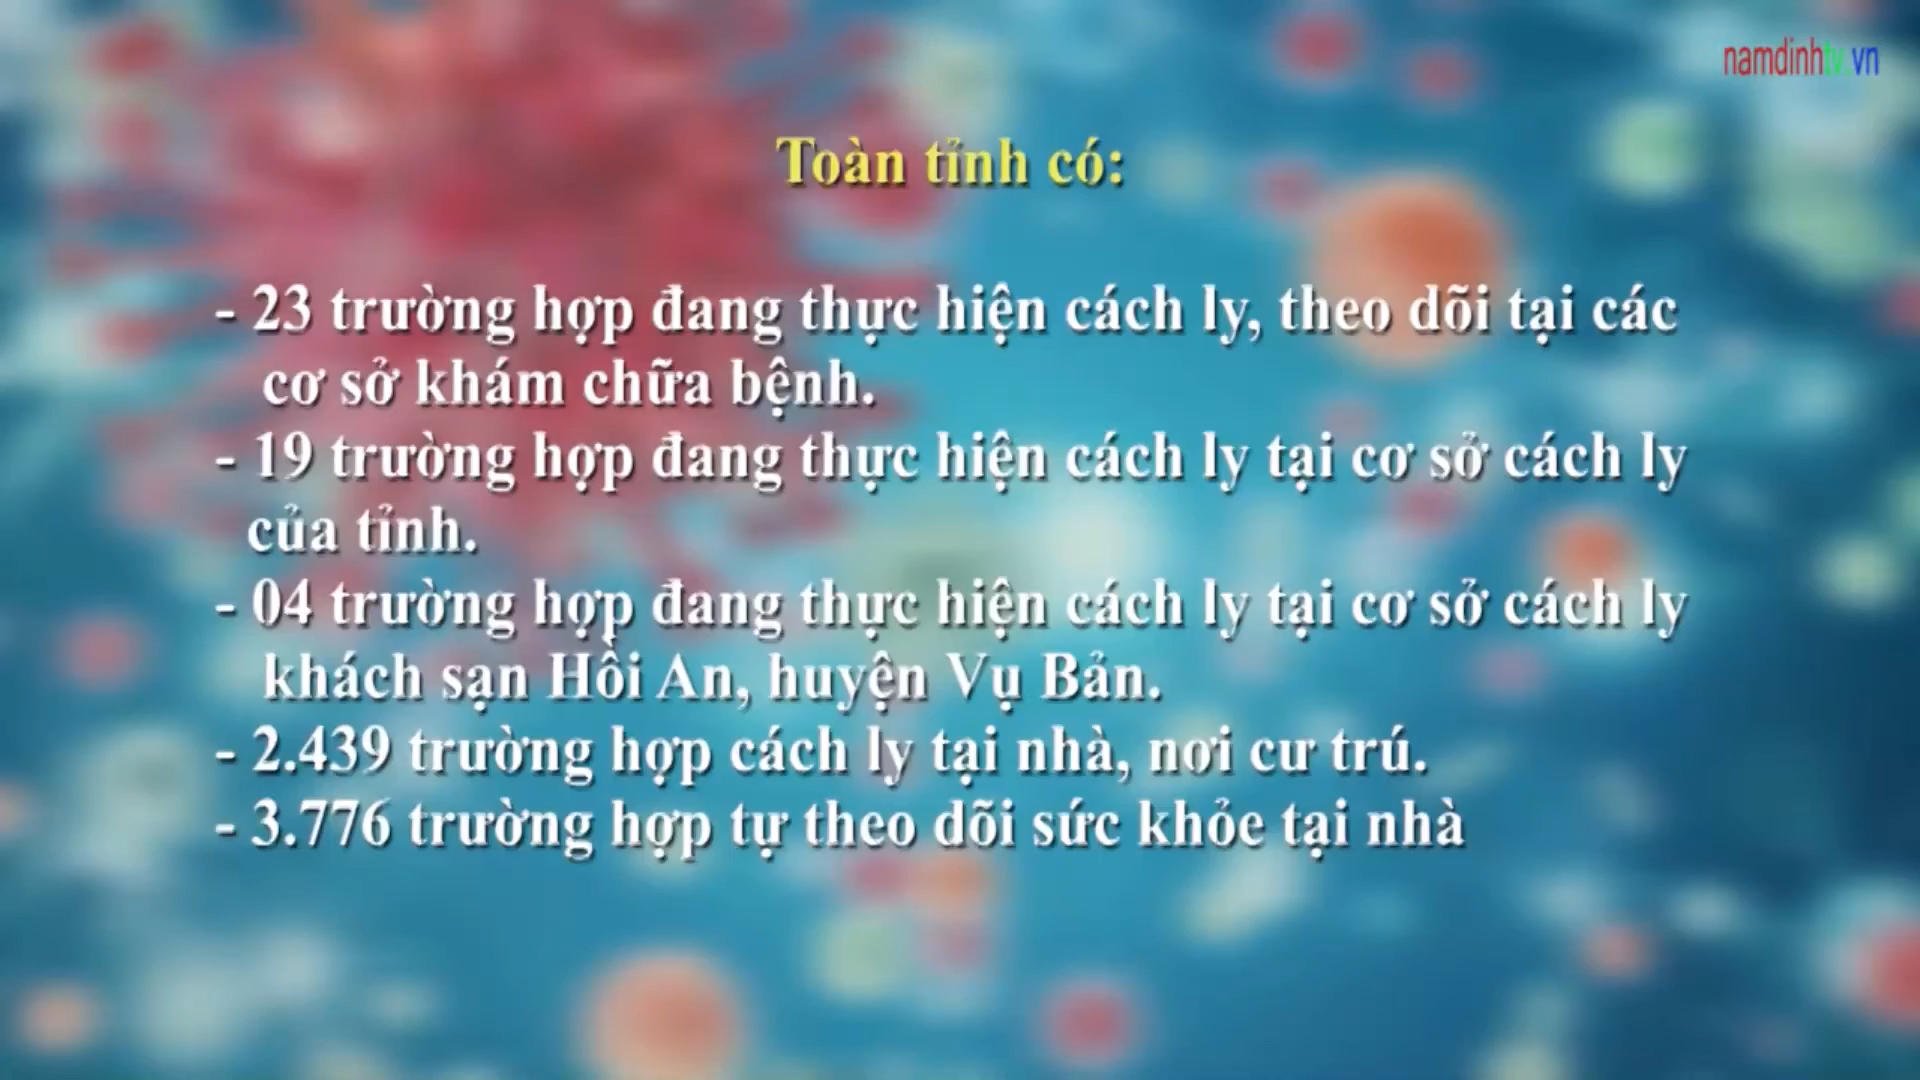 namdinhtv.vn
Toàn tỉnh có:
- 23 trường hợp đang thực hiện cách ly, theo dõi tại các
cơ sở khám chữa bệnh.
- 19 trường hợp đang thực hiện cách ly tại cơ sở cách ly
của tỉnh.
- 04 trường hợp đang thực hiện cách ly tại cơ sở cách ly
khách sạn Hồi An, huyện Vụ Bản.
- 2.439 trường hợp cách ly tại nhà, nơi cư trú.
- 3.776 trường hợp tự theo dõi sức khỏe tại nhà